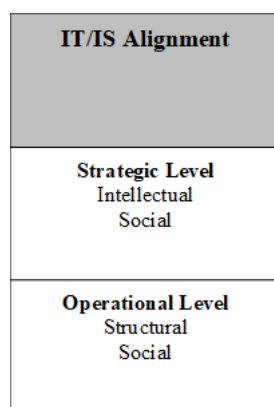 IT/IS Alignment
Strategic Level
Intellectual
Social
Operational Level
Structural
Social